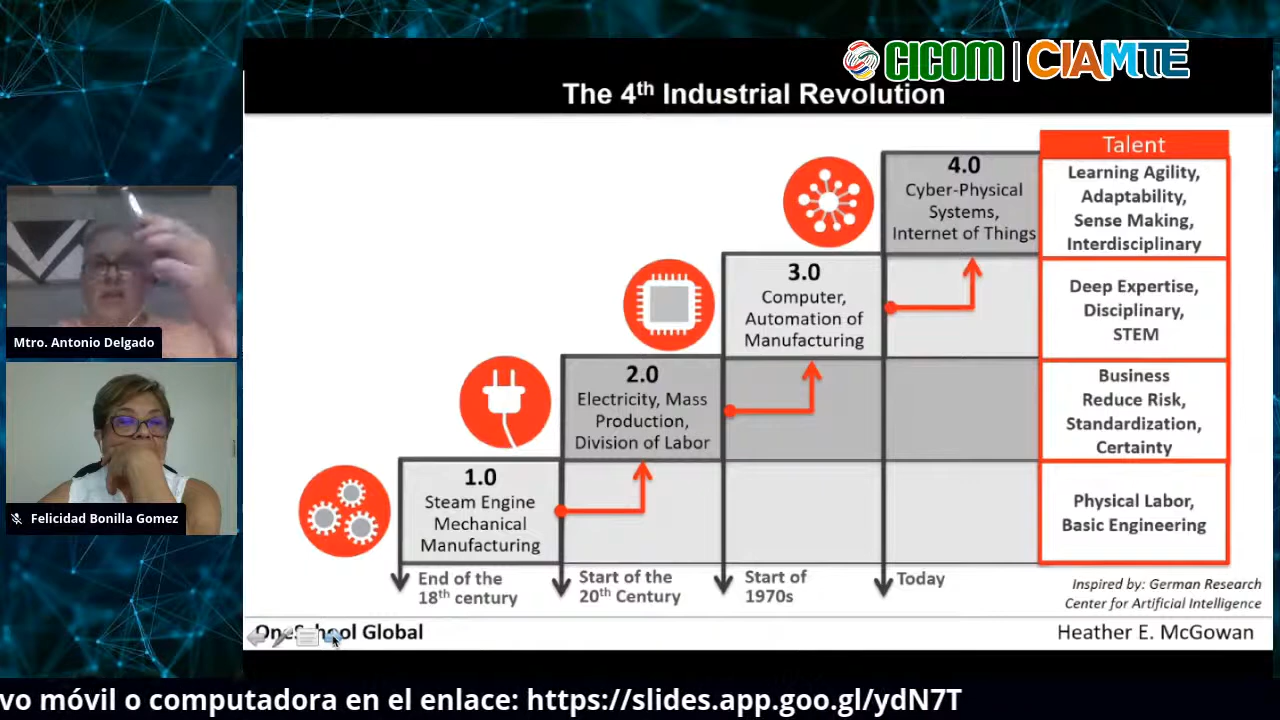 CICOM | CIAMTE
The 4th Industrial Revolution
Talent
4.0
Cyber-Physical
Systems,
Internet of Things
Learning Agility,
Adaptability,
Sense Making,
Interdisciplinary
3.0
Computer,
Automation of
Manufacturing
Deep Expertise,
Disciplinary,
STEM
2.0
Electricity, Mass
Production,
Division of Labor
Business
Reduce Risk,
Standardization,
Certainty
1.0
Steam Engine
Mechanical
Manufacturing
Physical Labor,
Basic Engineering
End of the
18th century
Start of the
20th Century
Start of
1970s
Today
Inspired by: German Research
Center for Artificial Intelligence
OneSchool Global
Heather E. McGowan
Mtro. Antonio Delgado
Felicidad Bonilla Gomez
vo móvil o computadora en el enlace: https://slides.app.goo.gl/ydN7T